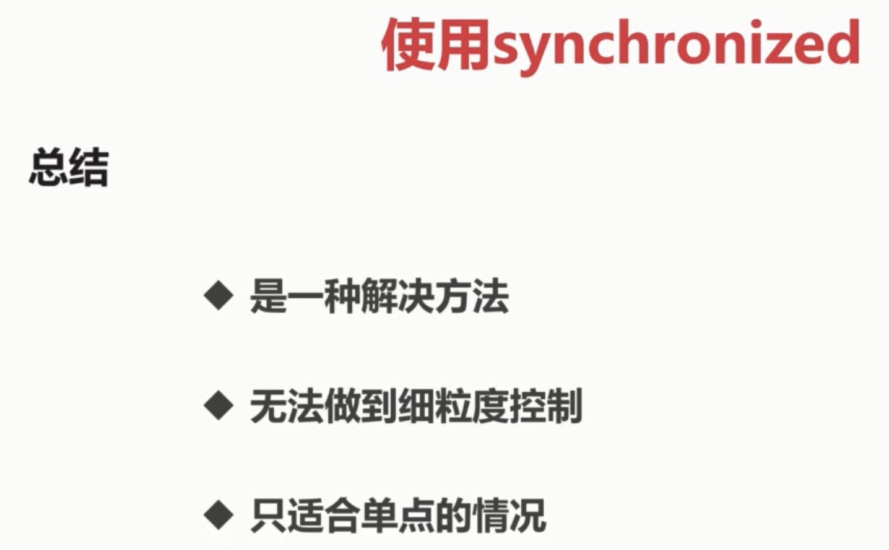 使用synchronized
总结
◆ 是一种解决方法
◆ 无法做到细粒度控制
◆ 只适合单点的情况